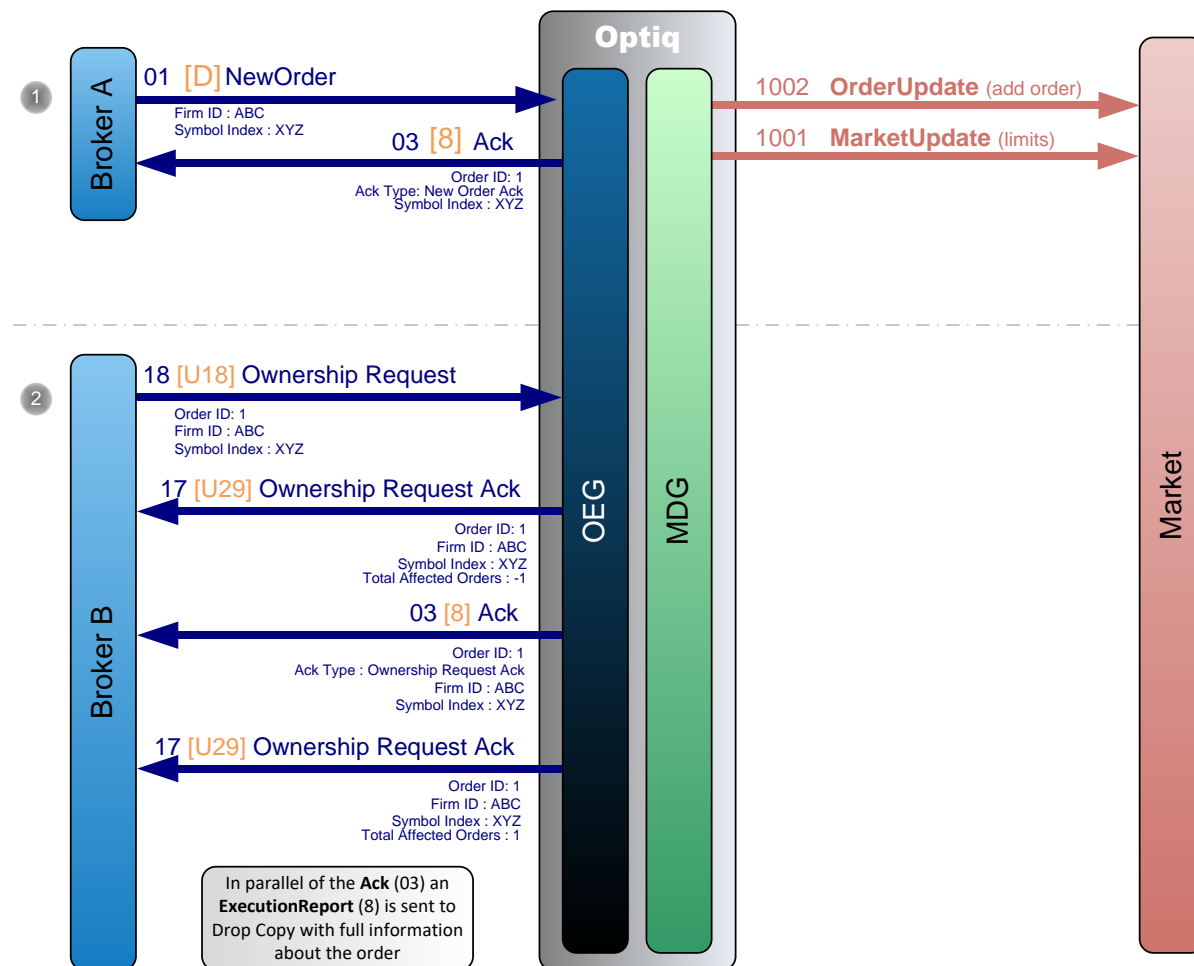 Optiq
1
Broker A
01 [D] NewOrder
Firm ID : ABC
Symbol Index : XYZ
03 [8] Ack
Order ID: 1
Ack Type: New Order Ack
Symbol Index : XYZ
1002 OrderUpdate (add order)
1001 MarketUpdate (limits)
2
Broker B
18 [U18] Ownership Request
Order ID: 1
Firm ID : ABC
Symbol Index : XYZ
17 [U29] Ownership Request Ack
Order ID: 1
Firm ID : ABC
Symbol Index : XYZ
Total Affected Orders : -1
03 [8] Ack
Order ID: 1
Ack Type : Ownership Request Ack
Firm ID : ABC
Symbol Index : XYZ
17 [U29] Ownership Request Ack
Order ID: 1
Firm ID : ABC
Symbol Index : XYZ
Total Affected Orders : 1
OEG
MDG
Market
In parallel of the Ack (03) an
ExecutionReport (8) is sent to
Drop Copy with full information
about the order